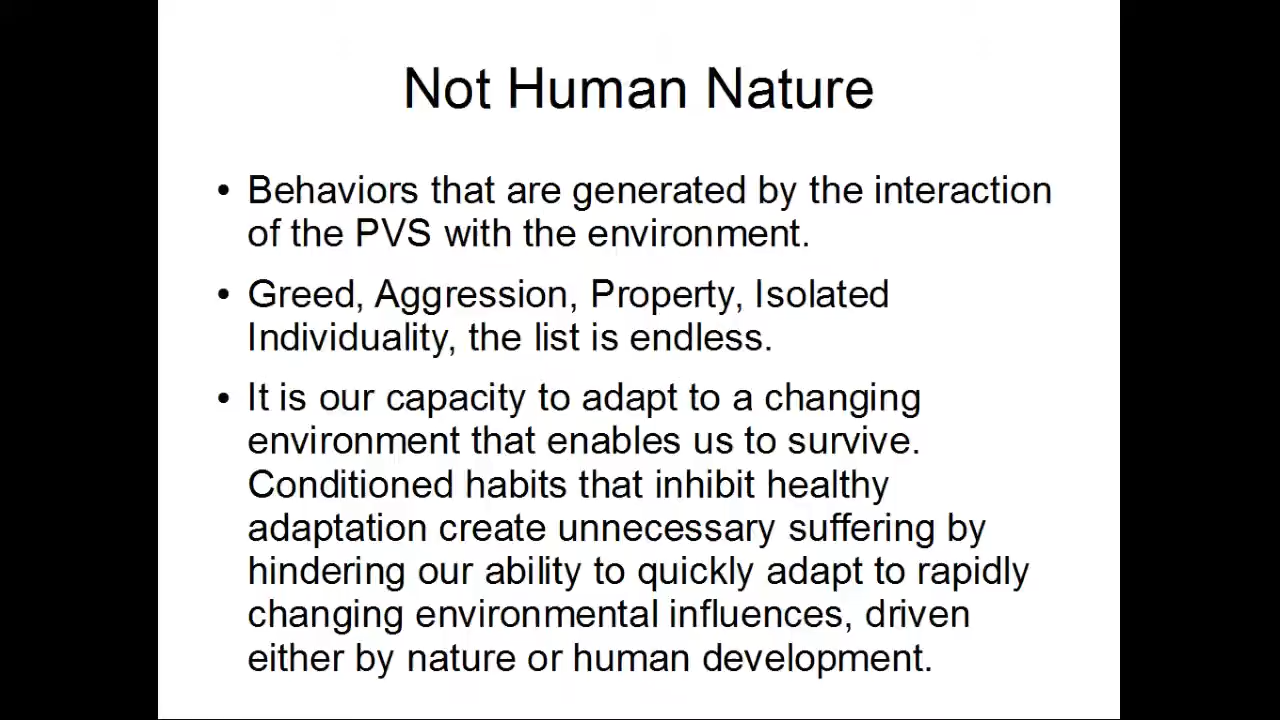 Not Human Nature
• Behaviors that are generated by the interaction
of the PVS with the environment.
• Greed, Aggression, Property, Isolated
Individuality, the list is endless.
• It is our capacity to adapt to a changing
environment that enables us to survive.
Conditioned habits that inhibit healthy
adaptation create unnecessary suffering by
hindering our ability to quickly adapt to rapidly
changing environmental influences, driven
either by nature or human development.